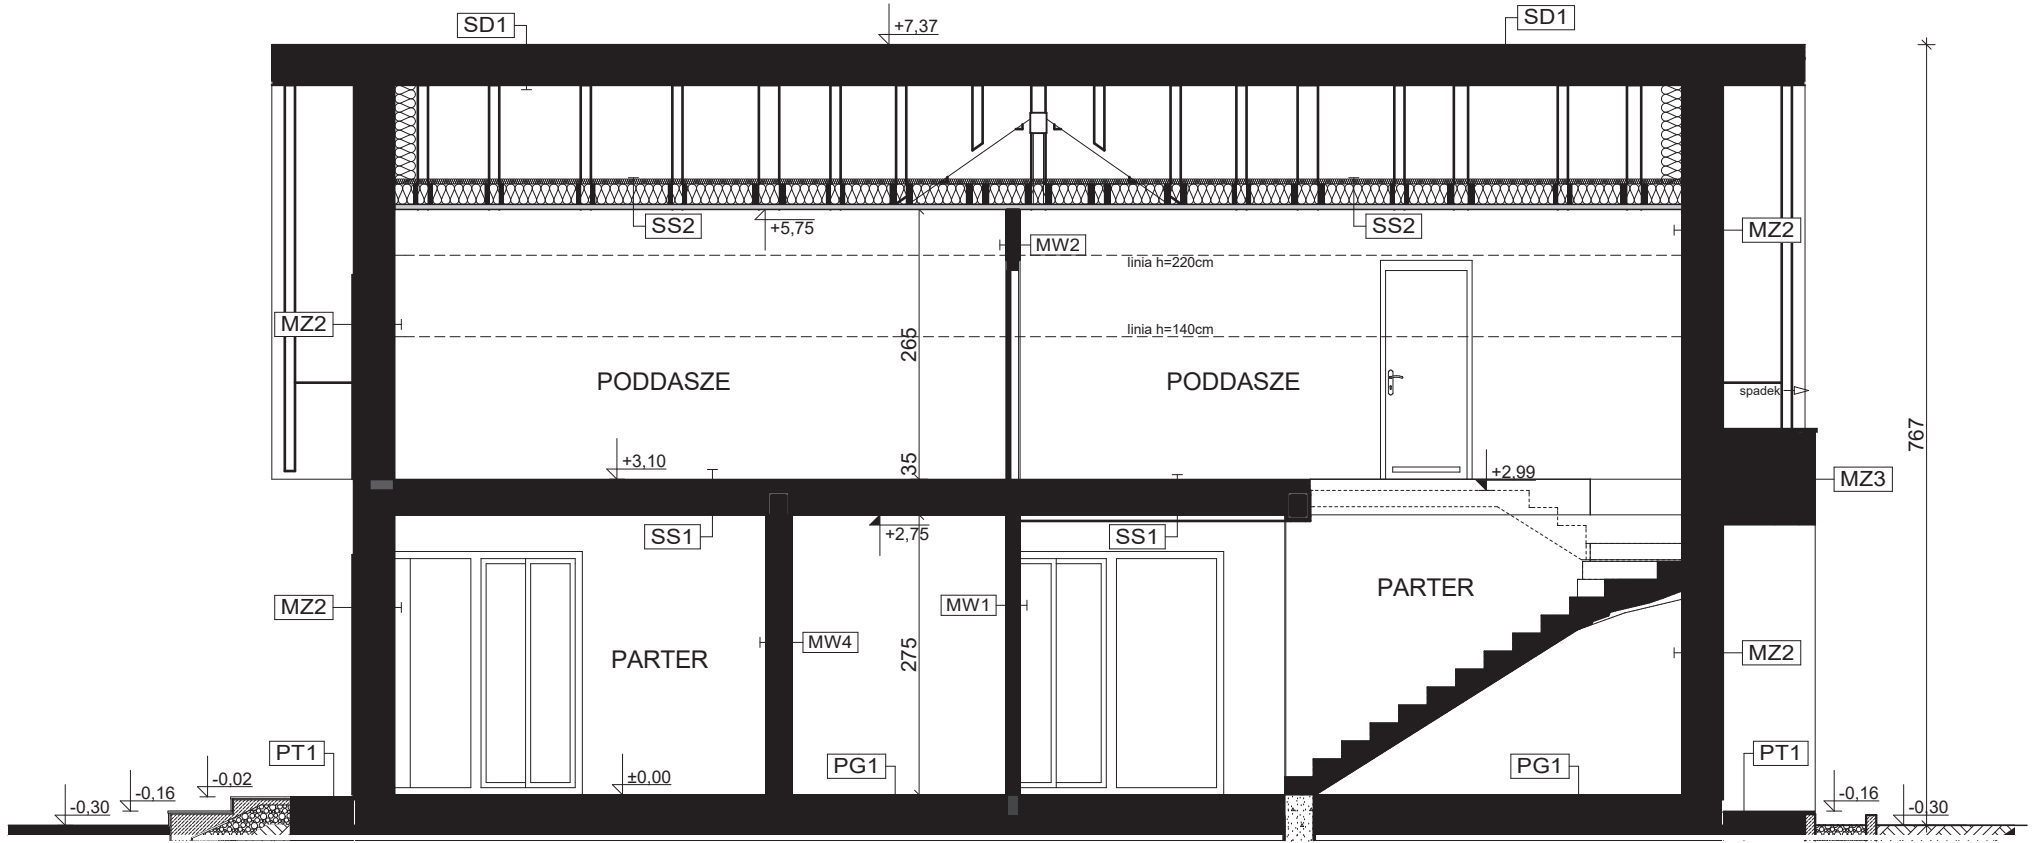 SD1
+7,37
SD1
SS2
+5,75
MW2
SS2
MZ2
linia h=220cm
MZ2
linia h=140cm
265
PODDASZE
PODDASZE
spadek
767
+3,10
35
+2,99
MZ3
SS1
+2,75
SS1
PARTER
MZ2
MW1
PARTER
MW4
275
MZ2
PT1
-0,02
±0,00
PG1
PG1
PT1
-0,30
-0,16
-0,16
-0,30